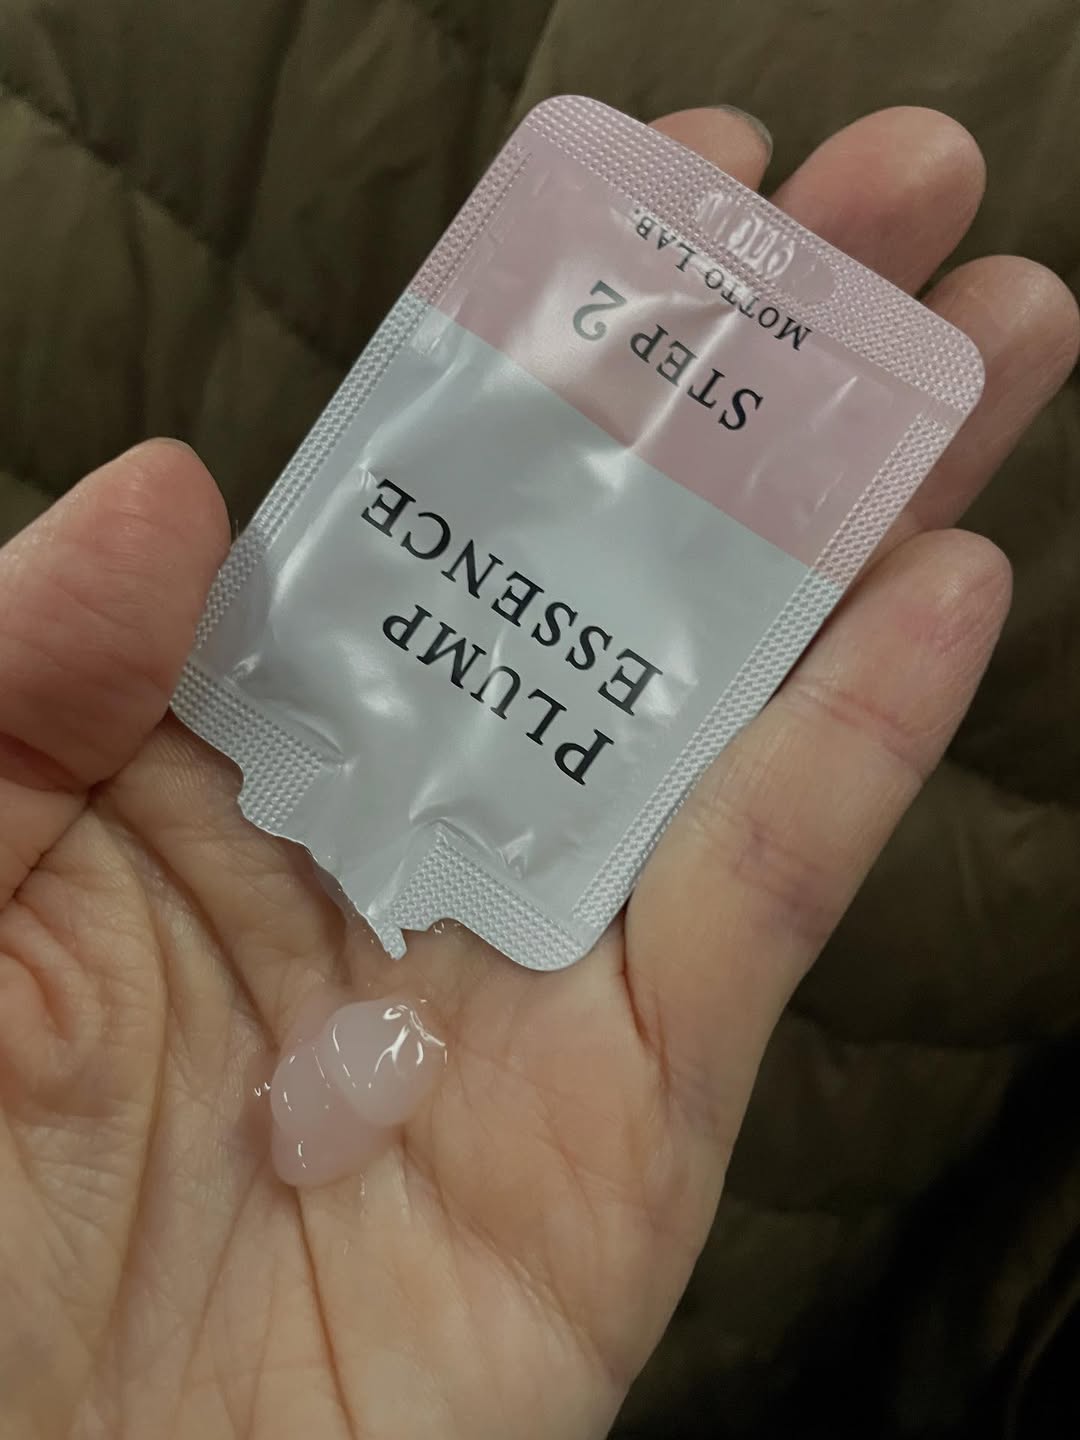 MOTTO LAB.
STEP 2
PLUMP
ESSENCE